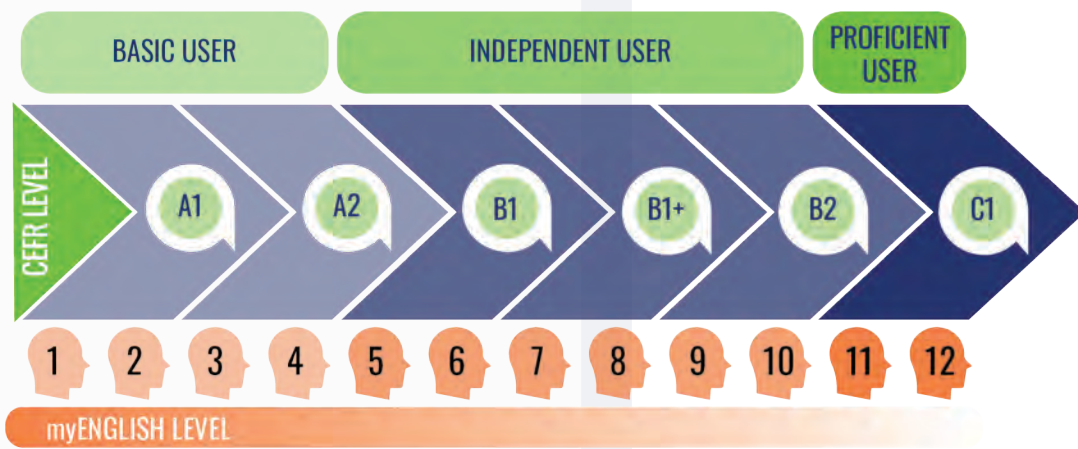 BASIC USER
INDEPENDENT USER
PROFICIENT
USER
CEFR LEVEL
A1
A2
B1
B1+
B2
C1
1 2 3 4 5 6 7 8 9 10 11 12
myENGLISH LEVEL